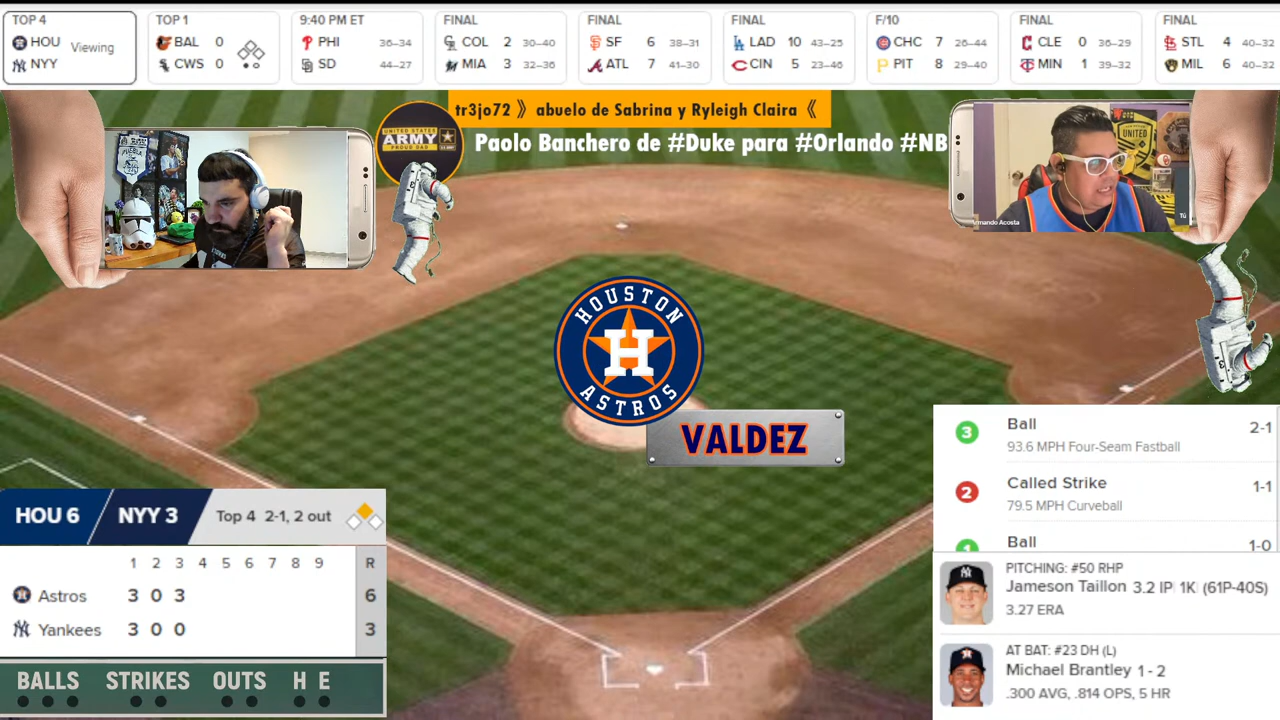 TOP 4
HOU Viewing
NYY
TOP 1
BAL 0
CWS 0
9:40 PM ET
PHI 36-34
SD 44-27
FINAL
COL 2 30-40
MIA 3 32-36
FINAL
SF 6 38-31
ATL 7 41-30
FINAL
LAD 10 43-25
CIN 5 23-46
F/10
CHC 7 26-44
PIT 8 29-40
FINAL
CLE 0 36-29
MIN 1 39-32
FINAL
STL 4 40-32
MIL 6 40-32
tr3jo72 》 abuelo de Sabrina y Ryleigh Claira 《
UNITED STATES
ARMY
PROUD DAD
Paolo Banchero de #Duke para #Orlando #NB
UNITED
Armando Acosta
Tú
HOUSTON
H
ASTROS
VALDEZ
3 Ball 2-1
93.6 MPH Four-Seam Fastball
2 Called Strike 1-1
79.5 MPH Curveball
1 Ball 1-0
PITCHING: #50 RHP
Jameson Taillon 3.2 IP 1K (61P-40S)
3.27 ERA
AT BAT: #23 DH (L)
Michael Brantley 1 - 2
.300 AVG, .814 OPS, 5 HR
HOU 6 NYY 3 Top 4 2-1, 2 out
1 2 3 4 5 6 7 8 9 R
Astros 3 0 3 6
Yankees 3 0 0 3
BALLS STRIKES OUTS H E